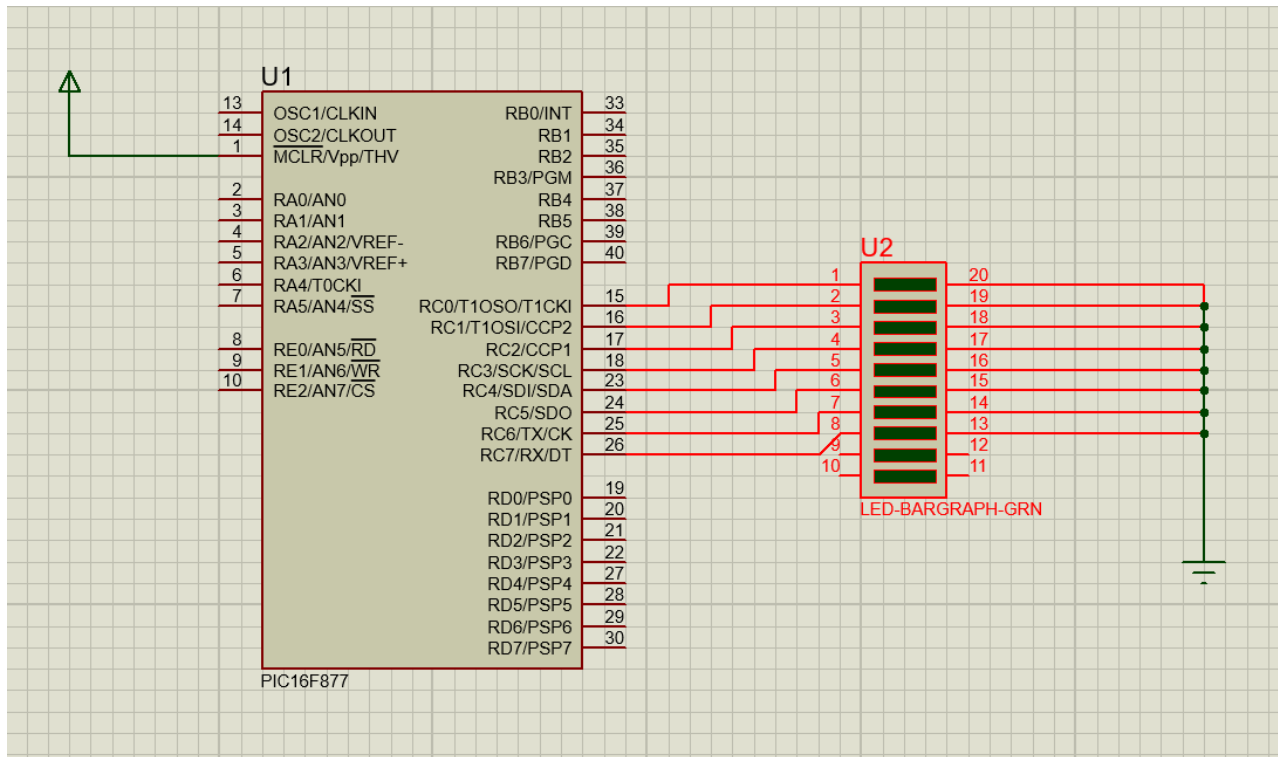 U1
13 OSC1/CLKIN
14 OSC2/CLKOUT
1 MCLR/Vpp/THV
2 RA0/AN0
3 RA1/AN1
4 RA2/AN2/VREF-
5 RA3/AN3/VREF+
6 RA4/T0CKI
7 RA5/AN4/SS
8 RE0/AN5/RD
9 RE1/AN6/WR
10 RE2/AN7/CS
RB0/INT 33
RB1 34
RB2 35
RB3/PGM 36
RB4 37
RB5 38
RB6/PGC 39
RB7/PGD 40
RC0/T1OSO/T1CKI 15
RC1/T1OSI/CCP2 16
RC2/CCP1 17
RC3/SCK/SCL 18
RC4/SDI/SDA 23
RC5/SDO 24
RC6/TX/CK 25
RC7/RX/DT 26
RD0/PSP0 19
RD1/PSP1 20
RD2/PSP2 21
RD3/PSP3 22
RD4/PSP4 27
RD5/PSP5 28
RD6/PSP6 29
RD7/PSP7 30
PIC16F877
U2
1 20
2 19
3 18
4 17
5 16
6 15
7 14
8 13
9 12
10 11
LED-BARGRAPH-GRN